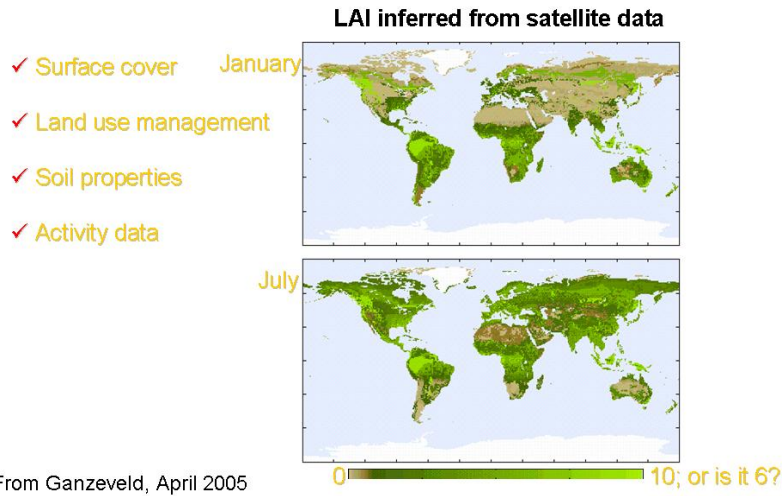 LAI inferred from satellite data
✓ Surface cover
✓ Land use management
✓ Soil properties
✓ Activity data
January
July
0
10; or is it 6?
From Ganzeveld, April 2005